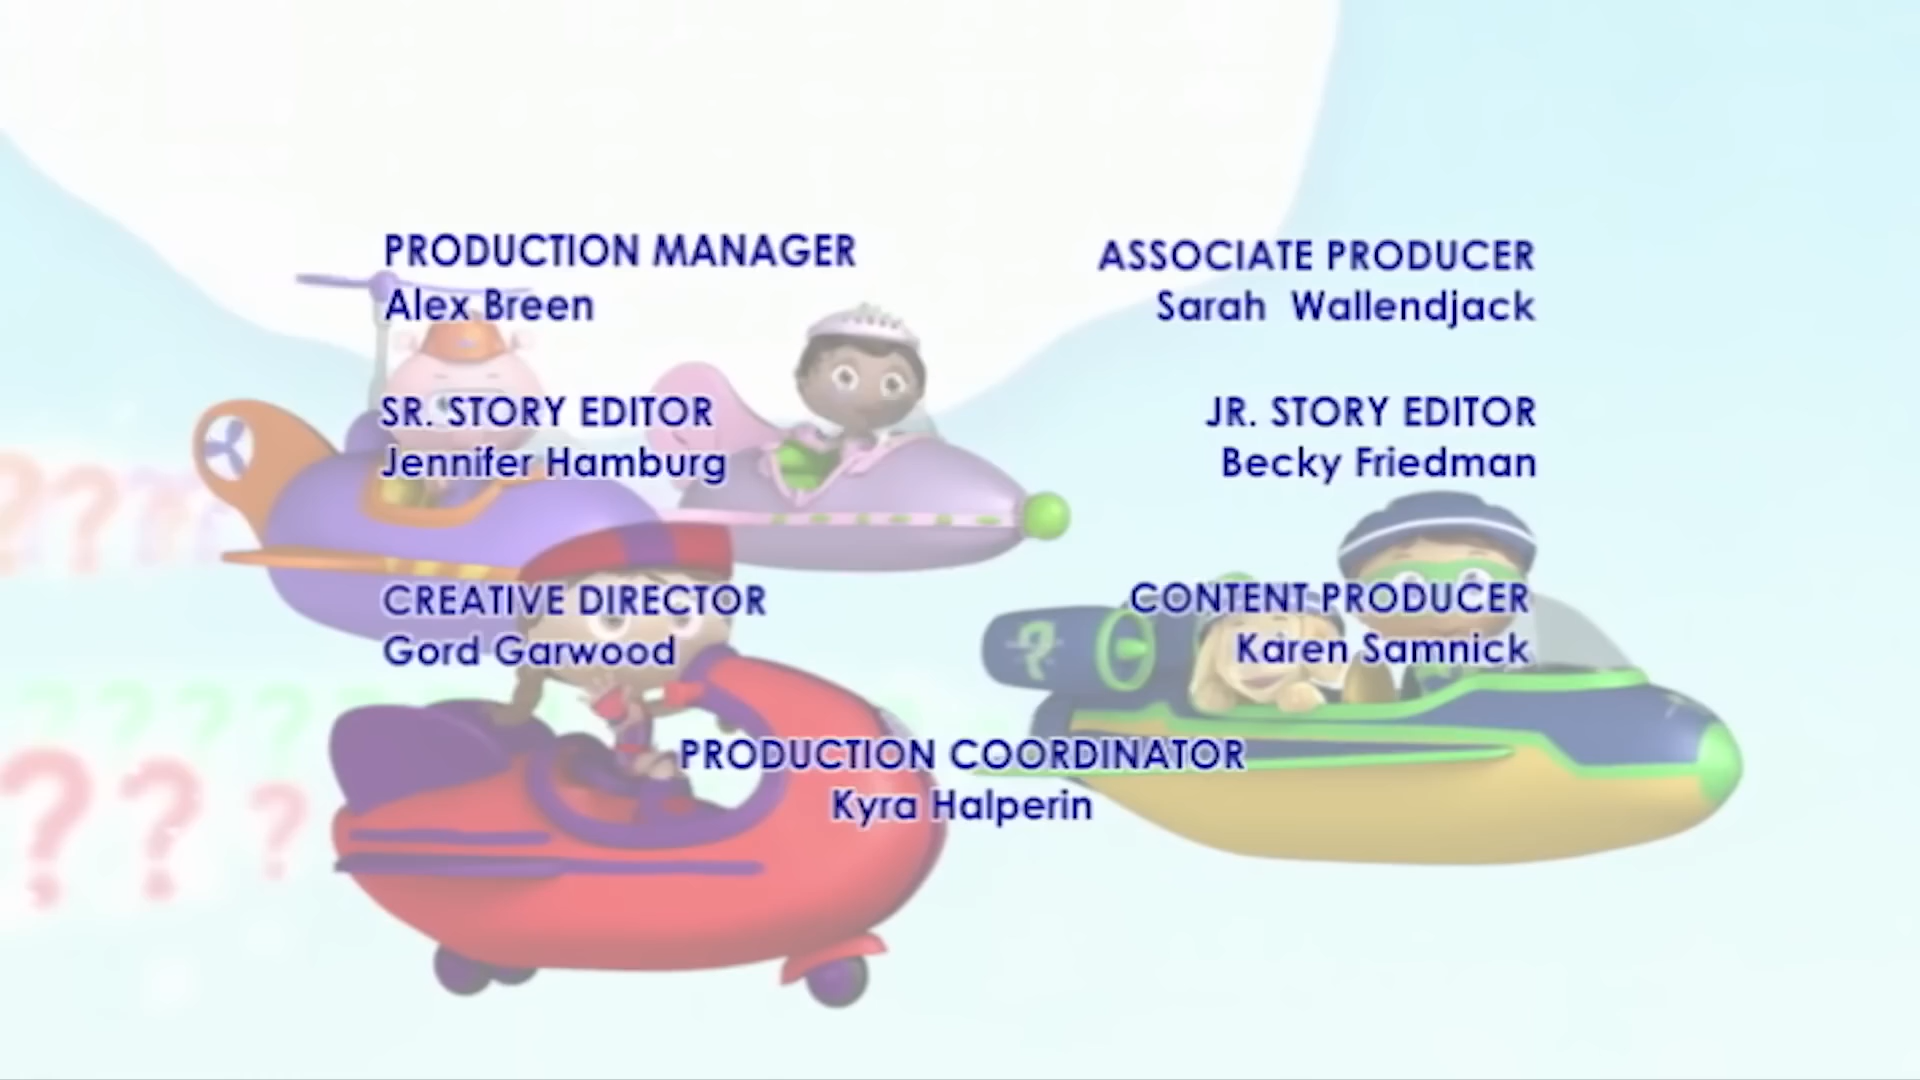 PRODUCTION MANAGER
Alex Breen
ASSOCIATE PRODUCER
Sarah  Wallendjack
SR. STORY EDITOR
Jennifer Hamburg
JR. STORY EDITOR
Becky Friedman
CREATIVE DIRECTOR
Gord Garwood
CONTENT PRODUCER
Karen Samnick
PRODUCTION COORDINATOR
Kyra Halperin